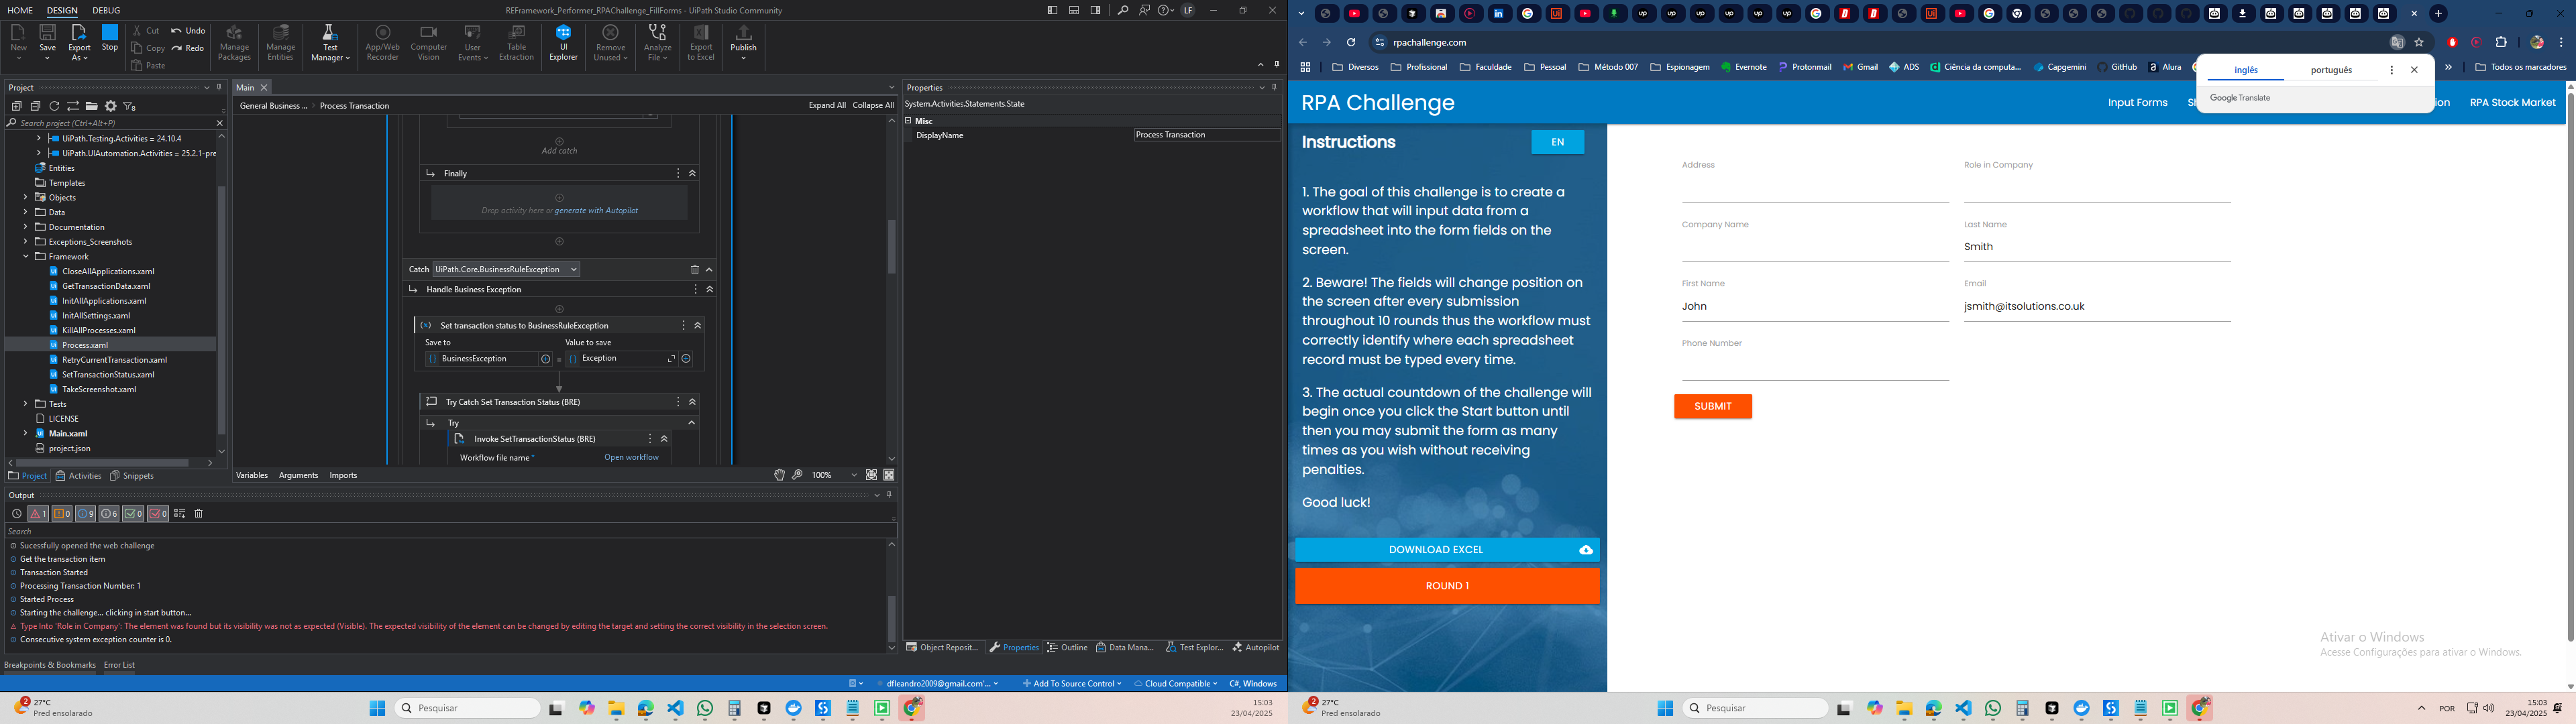 HOME DESIGN DEBUG
REFramework_Performer_RPAChallenge_FillForms - UiPath Studio Community
LF
New
Save
Export As
Stop
Cut
Copy
Paste
Undo
Redo
Manage Packages
Manage Entities
Test Manager
App/Web Recorder
Computer Vision
User Events
Table Extraction
UI Explorer
Remove Unused
Analyze File
Export to Excel
Publish
Project
Search project (Ctrl+Alt+P)
UiPath.Testing.Activities = 24.10.4
UiPath.UIAutomation.Activities = 25.2.1-pre
Entities
Templates
Objects
Data
Documentation
Exceptions_Screenshots
Framework
CloseAllApplications.xaml
GetTransactionData.xaml
InitAllApplications.xaml
InitAllSettings.xaml
KillAllProcesses.xaml
Process.xaml
RetryCurrentTransaction.xaml
SetTransactionStatus.xaml
TakeScreenshot.xaml
Tests
LICENSE
Main.xaml
project.json
Project Activities Snippets
Main
General Business ... Process Transaction
Expand All Collapse All
Add catch
Finally
Drop activity here or generate with Autopilot
Catch UiPath.Core.BusinessRuleException
Handle Business Exception
Set transaction status to BusinessRuleException
Save to Value to save
BusinessException = Exception
Try Catch Set Transaction Status (BRE)
Try
Invoke SetTransactionStatus (BRE)
Workflow file name * Open workflow
Variables Arguments Imports
100%
Properties
System.Activities.Statements.State
Misc
DisplayName Process Transaction
Output
1 0 9 6 0 0
Search
Sucessfully opened the web challenge
Get the transaction item
Transaction Started
Processing Transaction Number: 1
Started Process
Starting the challenge... clicking in start button...
Type Into 'Role in Company': The element was found but its visibility was not as expected (Visible). The expected visibility of the element can be changed by editing the target and setting the correct visibility in the selection screen.
Consecutive system exception counter is 0.
Breakpoints & Bookmarks Error List
Object Reposit... Properties Outline Data Mana... Test Explor... Autopilot
dfleandro2009@gmail.com'... Add To Source Control Cloud Compatible C#, Windows
2
27°C
Pred ensolarado
Pesquisar
15:03
23/04/2025
rpachallenge.com
Diversos Profissional Faculdade Pessoal Método 007 Espionagem Evernote Protonmail Gmail ADS Ciência da computa... Capgemini GitHub Alura
Todos os marcadores
inglês português
Google Translate
RPA Challenge
Input Forms
RPA Stock Market
Instructions
EN
1. The goal of this challenge is to create a
workflow that will input data from a
spreadsheet into the form fields on the
screen.
2. Beware! The fields will change position on
the screen after every submission
throughout 10 rounds thus the workflow must
correctly identify where each spreadsheet
record must be typed every time.
3. The actual countdown of the challenge will
begin once you click the Start button until
then you may submit the form as many
times as you wish without receiving
penalties.
Good luck!
DOWNLOAD EXCEL
ROUND 1
Address
Role in Company
Company Name
Last Name
Smith
First Name
John
Email
jsmith@itsolutions.co.uk
Phone Number
SUBMIT
Ativar o Windows
Acesse Configurações para ativar o Windows.
2
27°C
Pred ensolarado
Pesquisar
POR
15:03
23/04/2025